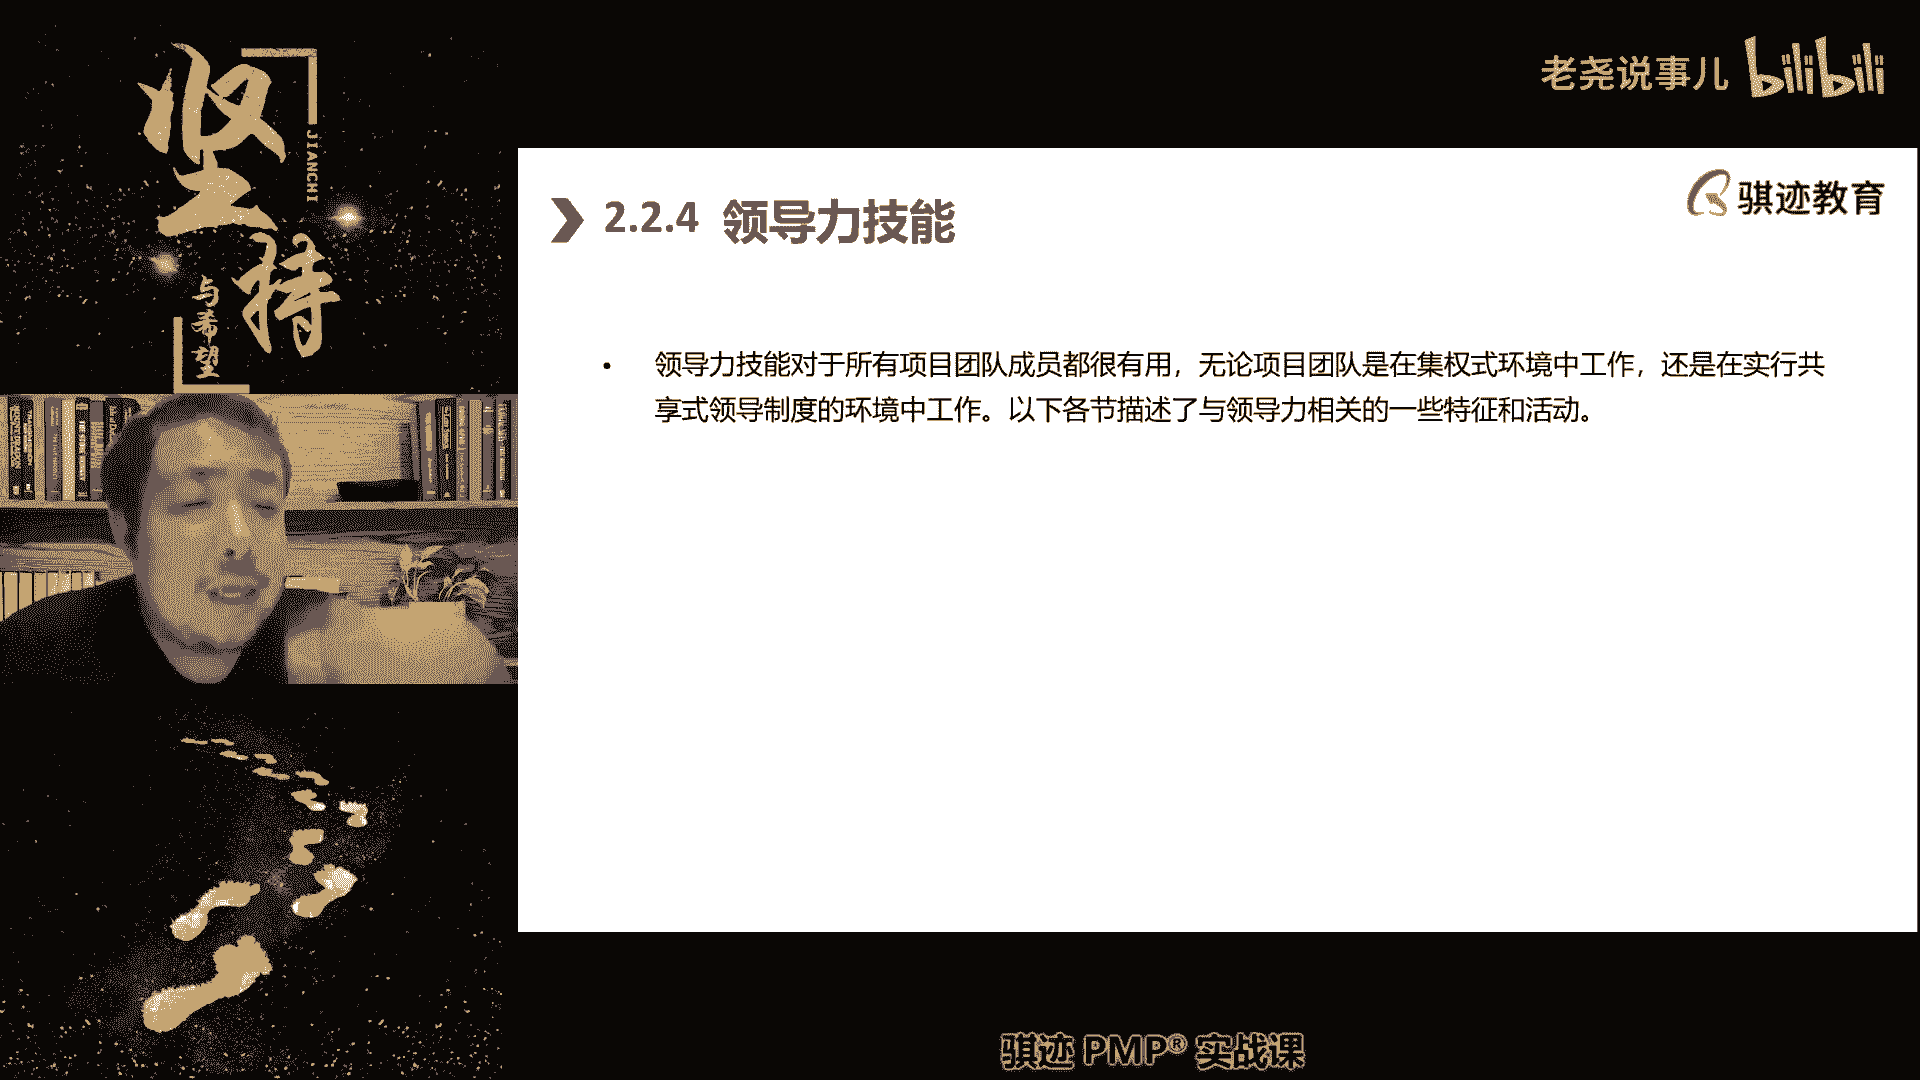 坚持
JIANCHI
与希望
老尧说事儿 bilibili
骐迹教育
2.2.4 领导力技能
• 领导力技能对于所有项目团队成员都很有用，无论项目团队是在集权式环境中工作，还是在实行共
享式领导制度的环境中工作。以下各节描述了与领导力相关的一些特征和活动。
骐迹 PMP® 实战课